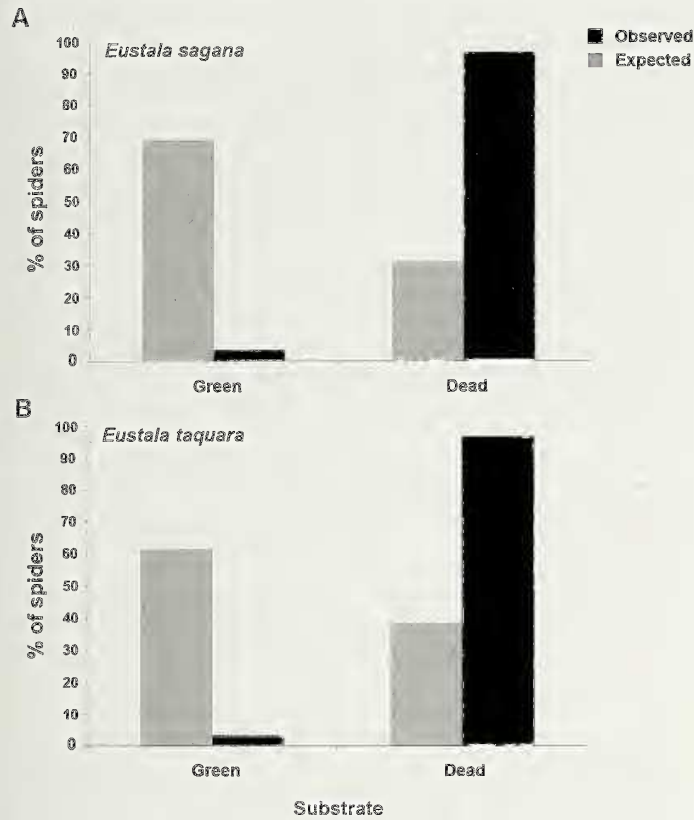 A
Eustala sagana
Observed
Expected
% of spiders
100
90
80
70
60
50
40
30
20
10
0
Green
Dead
B
Eustala taquara
% of spiders
100
90
80
70
60
50
40
30
20
10
0
Green
Dead
Substrate